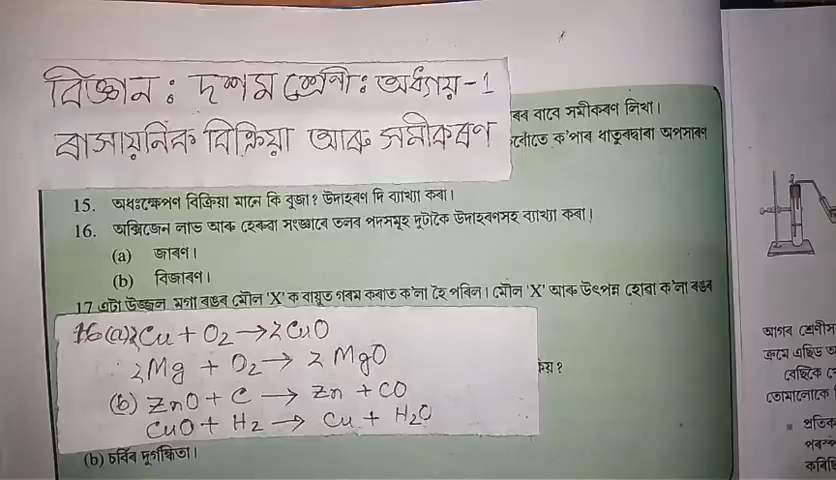 বিজ্ঞান: দশম শ্ৰেণী: অধ্যায়-1
ৰাসায়নিক বিক্ৰিয়া আৰু সমীকৰণ
বাবে সমীকৰণ লিখা।
ক'পাৰ ধাতুৰদ্বাৰা অপসাৰণ
15. অধঃক্ষেপণ বিক্ৰিয়া মানে কি বুজা? উদাহৰণ দি ব্যাখ্যা কৰা।
16. অক্সিজেন লাভ আৰু হেৰুৱা সংজ্ঞাৰে তলৰ পদসমূহ দুটাকৈ উদাহৰণসহ ব্যাখ্যা কৰা।
(a) জাৰণ।
(b) বিজাৰণ।
17 এটা উজ্জ্বল মুগা ৰঙৰ মৌল 'X' ক বায়ুত গৰম কৰাত ক'লা হৈ পৰিল। মৌল 'X' আৰু উৎপন্ন হোৱা ক'লা ৰঙৰ
16(a) 2Cu + O₂ → 2CuO
2Mg + O₂ → 2MgO
(b) ZnO + C → Zn + CO
CuO + H₂ → Cu + H₂O
(b) চৰ্বিৰ দুৰ্গন্ধিতা।
আগৰ
ক্ৰমে এছিড